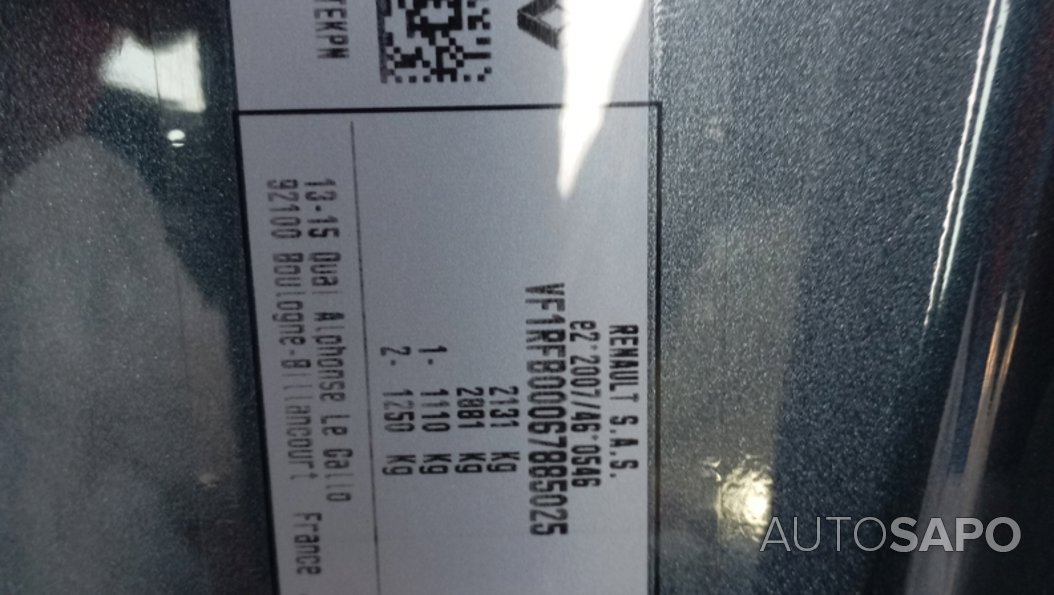 RENAULT S.A.S.
e2*2007/46*0546
VF1RFB00067885025
2131 Kg
2081 Kg
1- 1110 Kg
2- 1250 Kg
13-15 Quai Alphonse Le Gallo
92100 Boulogne-Billancourt France
YEKPN
AUTOSAPO